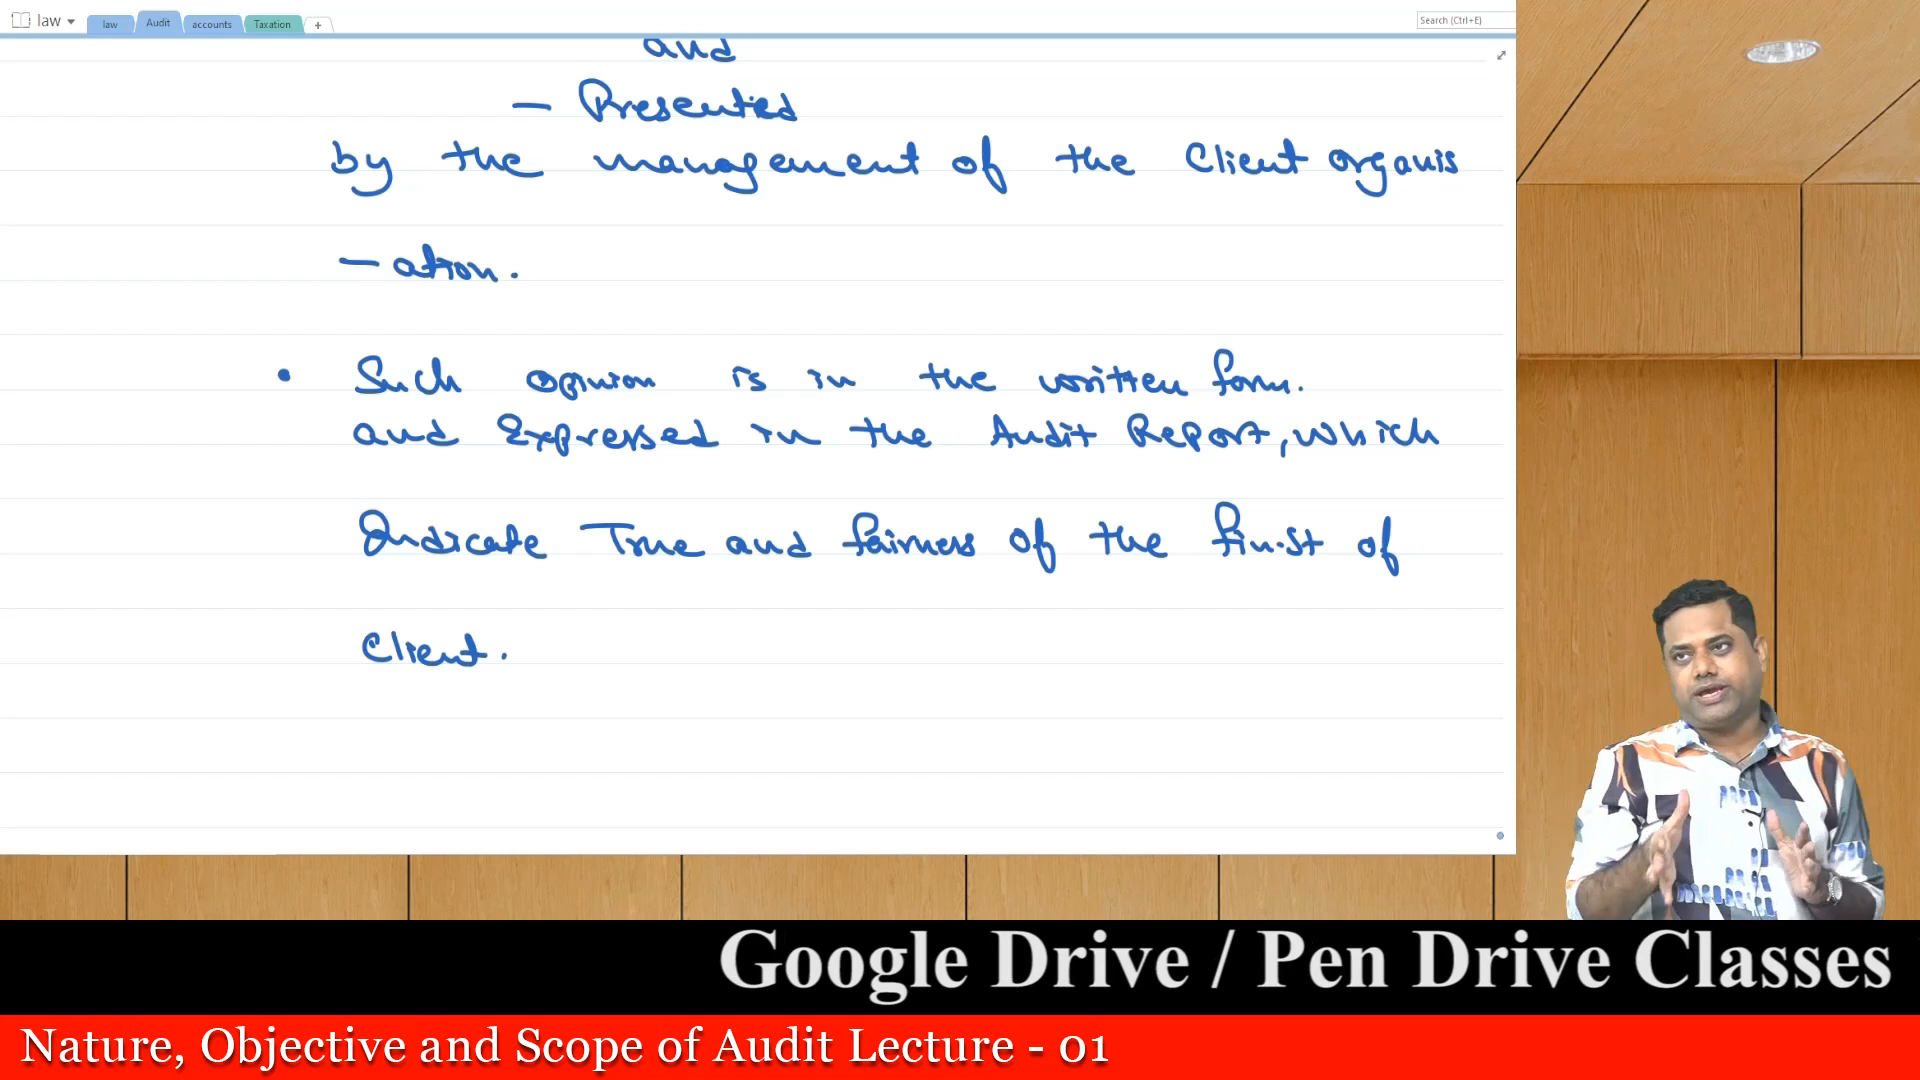 law
law Audit accounts Taxation +
Search (Ctrl+E)
and
- Presented
by the management of the Client organis
- ation.
• Such opinion is in the written form.
and Expressed in the Audit Report, which
Indicate True and fairness of the fin.st of
Client.
Google Drive / Pen Drive Classes
Nature, Objective and Scope of Audit Lecture - 01